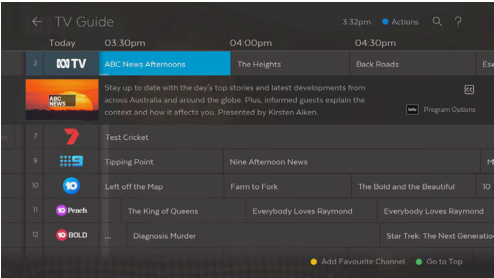 ← TV Guide 3:32pm Actions ?
Today 03:30pm 04:00pm 04:30pm
2 TV ABC News Afternoons The Heights Back Roads Ese
ABC NEWS Stay up to date with the day's top stories and latest developments from CC
across Australia and around the globe. Plus, informed guests explain the
context and how it affects you. Presented by Kirsten Aiken. Info Program Options
7 7 Test Cricket
9 9 Tipping Point Nine Afternoon News M
10 10 Left off the Map Farm to Fork The Bold and the Beautiful 10
11 10 Peach The King of Queens Everybody Loves Raymond Everybody Loves Raymond
12 10 BOLD ... Diagnosis Murder Star Trek: The Next Generatio
Add Favourite Channel Go to Top